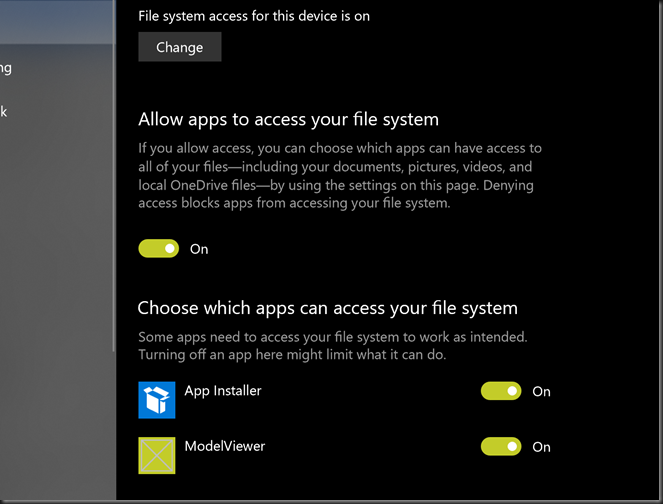 File system access for this device is on
Change
ng
k
Allow apps to access your file system
If you allow access, you can choose which apps can have access to
all of your files—including your documents, pictures, videos, and
local OneDrive files—by using the settings on this page. Denying
access blocks apps from accessing your file system.
On
Choose which apps can access your file system
Some apps need to access your file system to work as intended.
Turning off an app here might limit what it can do.
App Installer On
ModelViewer On